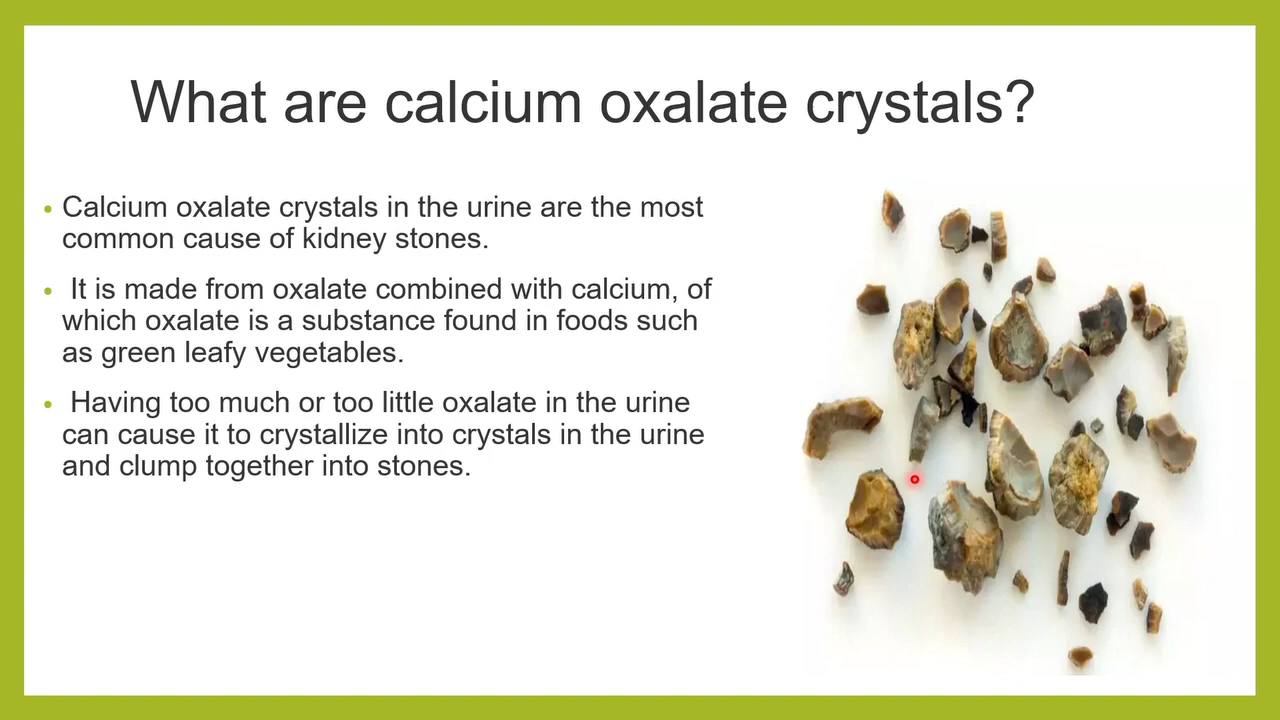 What are calcium oxalate crystals?
• Calcium oxalate crystals in the urine are the most
common cause of kidney stones.
• It is made from oxalate combined with calcium, of
which oxalate is a substance found in foods such
as green leafy vegetables.
• Having too much or too little oxalate in the urine
can cause it to crystallize into crystals in the urine
and clump together into stones.